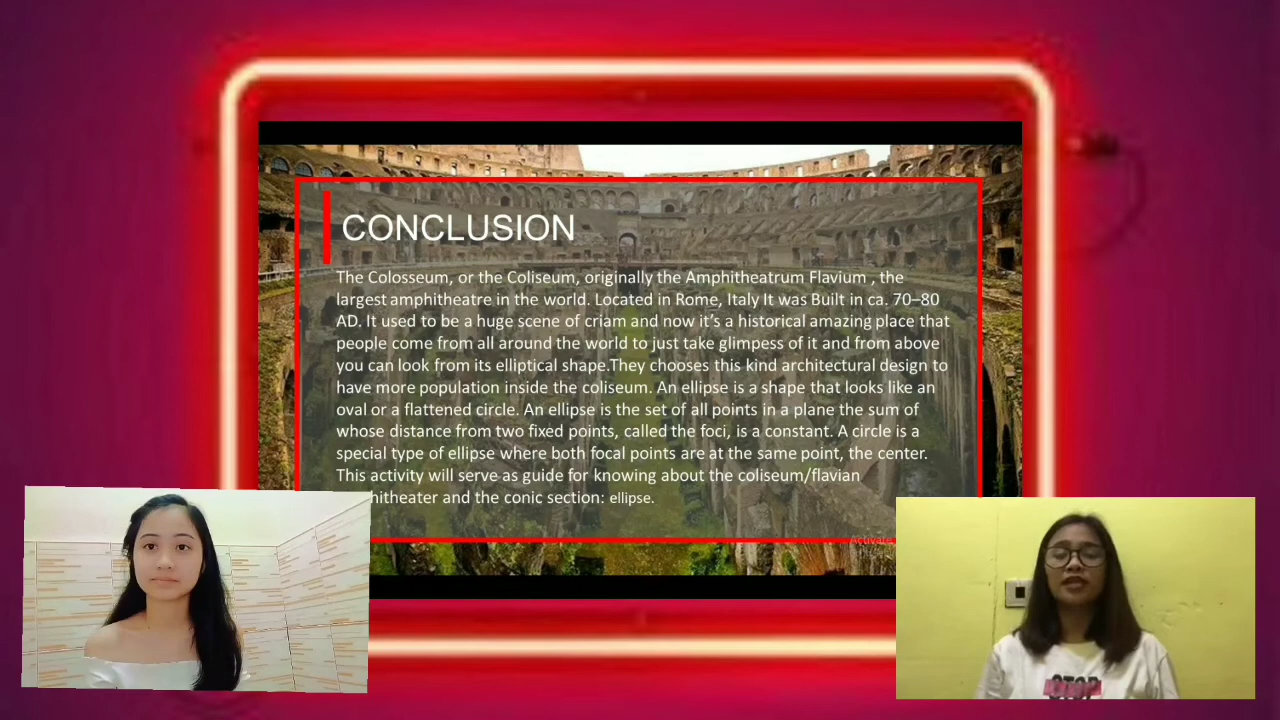 CONCLUSION
The Colosseum, or the Coliseum, originally the Amphitheatrum Flavium , the
largest amphitheatre in the world. Located in Rome, Italy It was Built in ca. 70–80
AD. It used to be a huge scene of criam and now it's a historical amazing place that
people come from all around the world to just take glimpess of it and from above
you can look from its elliptical shape.They chooses this kind architectural design to
have more population inside the coliseum. An ellipse is a shape that looks like an
oval or a flattened circle. An ellipse is the set of all points in a plane the sum of
whose distance from two fixed points, called the foci, is a constant. A circle is a
special type of ellipse where both focal points are at the same point, the center.
This activity will serve as guide for knowing about the coliseum/flavian
hitheater and the conic section: ellipse.
Activate
STOP